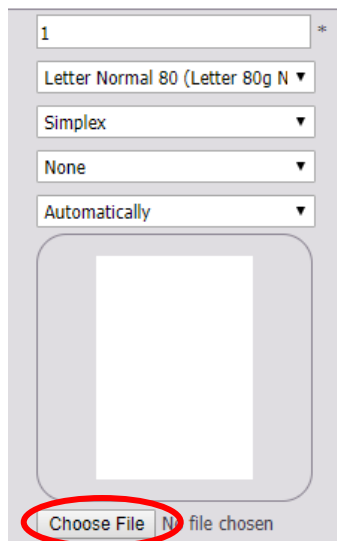 1 *
Letter Normal 80 (Letter 80g N
Simplex
None
Automatically
Choose File No file chosen